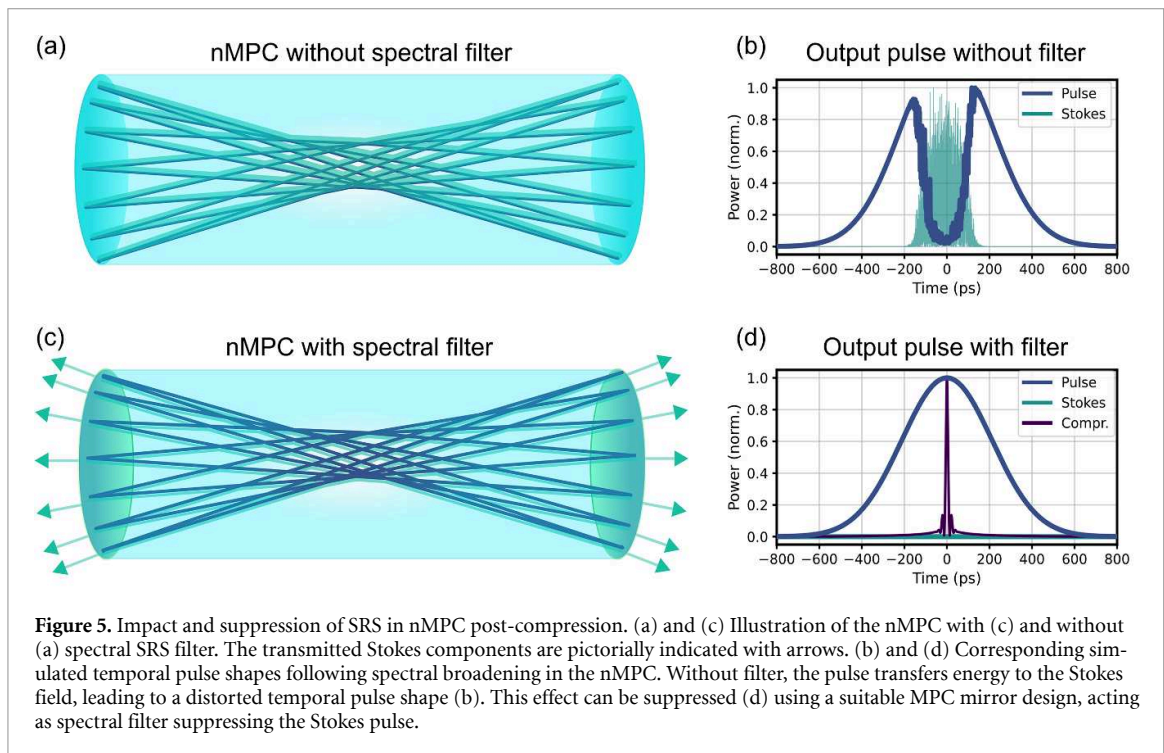 (a)
nMPC without spectral filter
(b)
Output pulse without filter
Power (norm.)
1.0
0.8
0.6
0.4
0.2
0.0
Pulse
Stokes
−800 −600 −400 −200 0 200 400 600 800
Time (ps)
(c)
nMPC with spectral filter
(d)
Output pulse with filter
Power (norm.)
1.0
0.8
0.6
0.4
0.2
0.0
Pulse
Stokes
Compr.
−800 −600 −400 −200 0 200 400 600 800
Time (ps)
Figure 5. Impact and suppression of SRS in nMPC post-compression. (a) and (c) Illustration of the nMPC with (c) and without
(a) spectral SRS filter. The transmitted Stokes components are pictorially indicated with arrows. (b) and (d) Corresponding sim-
ulated temporal pulse shapes following spectral broadening in the nMPC. Without filter, the pulse transfers energy to the Stokes
field, leading to a distorted temporal pulse shape (b). This effect can be suppressed (d) using a suitable MPC mirror design, acting
as spectral filter suppressing the Stokes pulse.